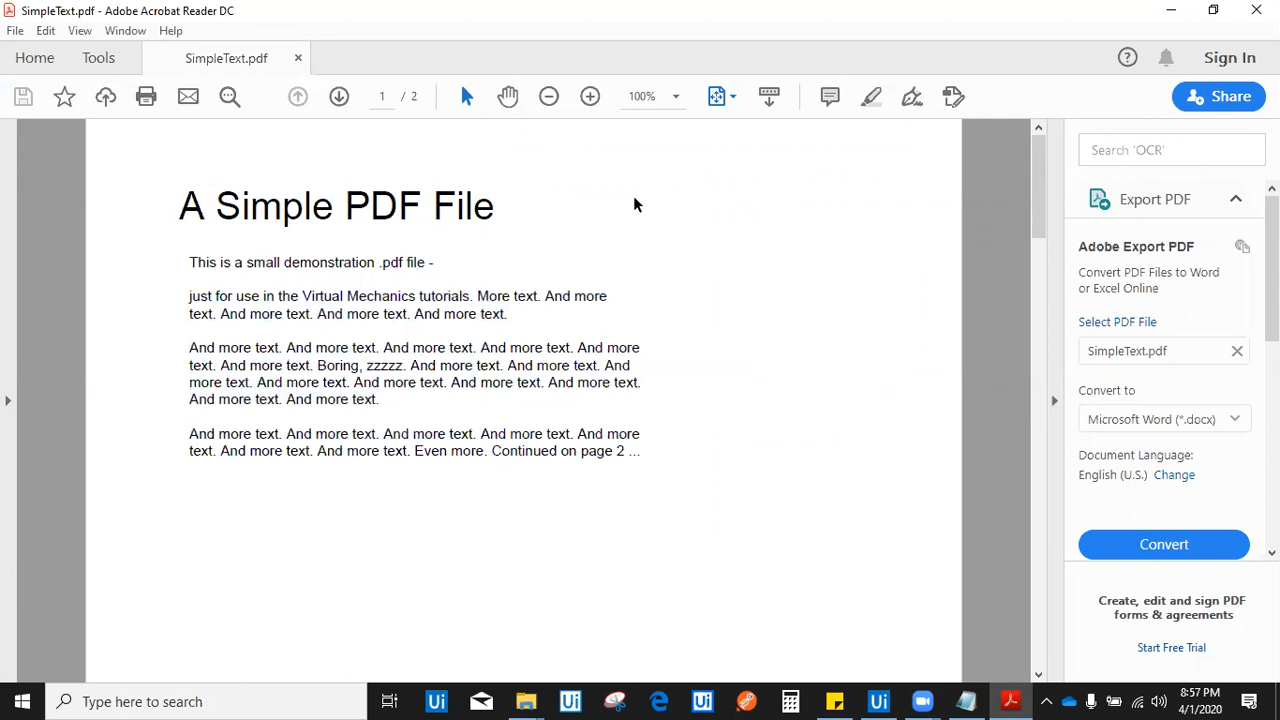 SimpleText.pdf - Adobe Acrobat Reader DC
File Edit View Window Help
Home Tools SimpleText.pdf Sign In
1 / 2 100% Share
Search 'OCR'
A Simple PDF File
Export PDF
This is a small demonstration .pdf file -
Adobe Export PDF
Convert PDF Files to Word
or Excel Online
just for use in the Virtual Mechanics tutorials. More text. And more
text. And more text. And more text. And more text.
Select PDF File
SimpleText.pdf
And more text. And more text. And more text. And more text. And more
text. And more text. Boring, zzzzz. And more text. And more text. And
more text. And more text. And more text. And more text. And more text.
And more text. And more text.
Convert to
Microsoft Word (*.docx)
And more text. And more text. And more text. And more text. And more
text. And more text. And more text. Even more. Continued on page 2 ...
Document Language:
English (U.S.) Change
Convert
Create, edit and sign PDF
forms & agreements
Start Free Trial
Type here to search
Ui Ui Ui Ui
8:57 PM
4/1/2020